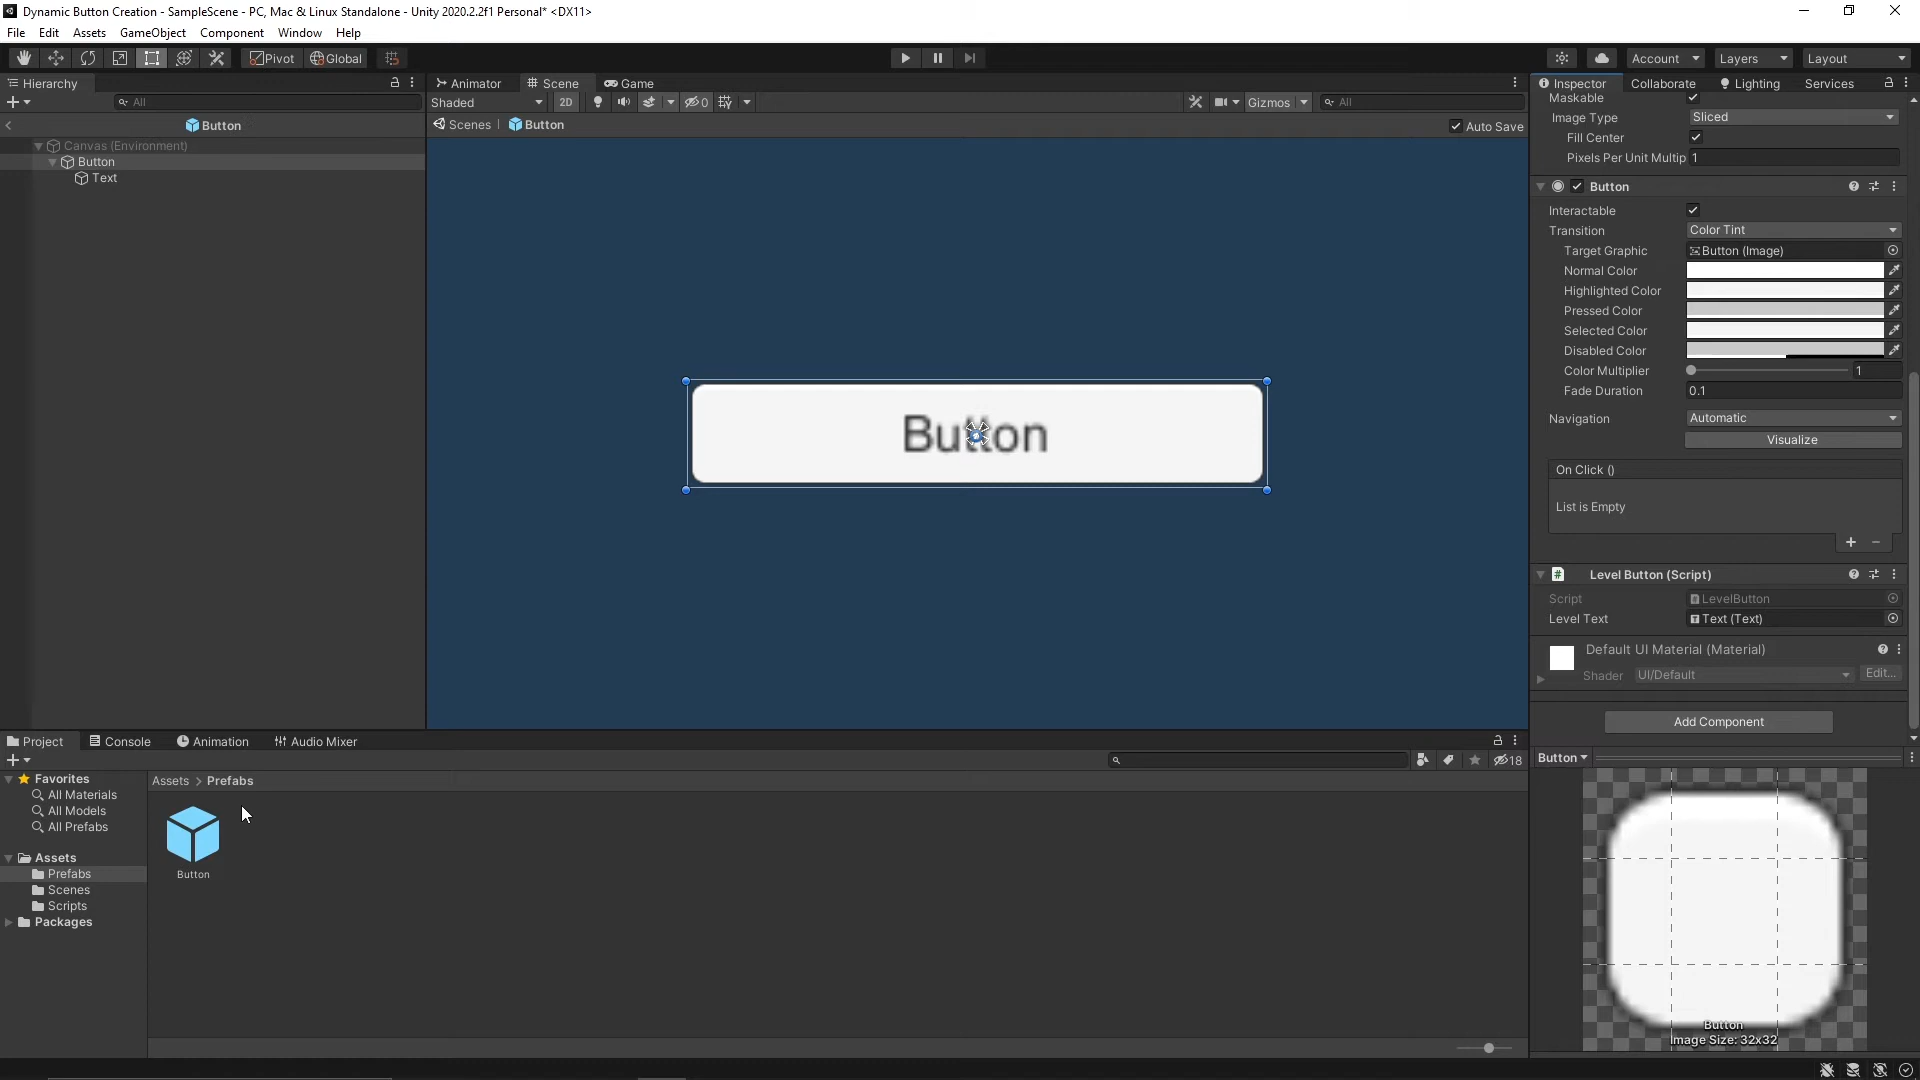 Dynamic Button Creation - SampleScene - PC, Mac & Linux Standalone - Unity 2020.2.2f1 Personal* <DX11>
File Edit Assets GameObject Component Window Help
Pivot Global Account Layers Layout
Hierarchy
All
Button
Canvas (Environment)
Button
Text
Animator Scene Game
Shaded 2D 0 Gizmos All
Scenes | Button Auto Save
Button
Inspector Collaborate Lighting Services
Maskable
Image Type Sliced
Fill Center
Pixels Per Unit Multip 1
Button
Interactable
Transition Color Tint
Target Graphic Button (Image)
Normal Color
Highlighted Color
Pressed Color
Selected Color
Disabled Color
Color Multiplier 1
Fade Duration 0.1
Navigation Automatic
Visualize
On Click ()
List is Empty
Level Button (Script)
Script LevelButton
Level Text Text (Text)
Default UI Material (Material)
Shader UI/Default Edit...
Add Component
Button
Button
Image Size: 32x32
Project Console Animation Audio Mixer
18
Favorites
All Materials
All Models
All Prefabs
Assets
Prefabs
Scenes
Scripts
Packages
Assets > Prefabs
Button